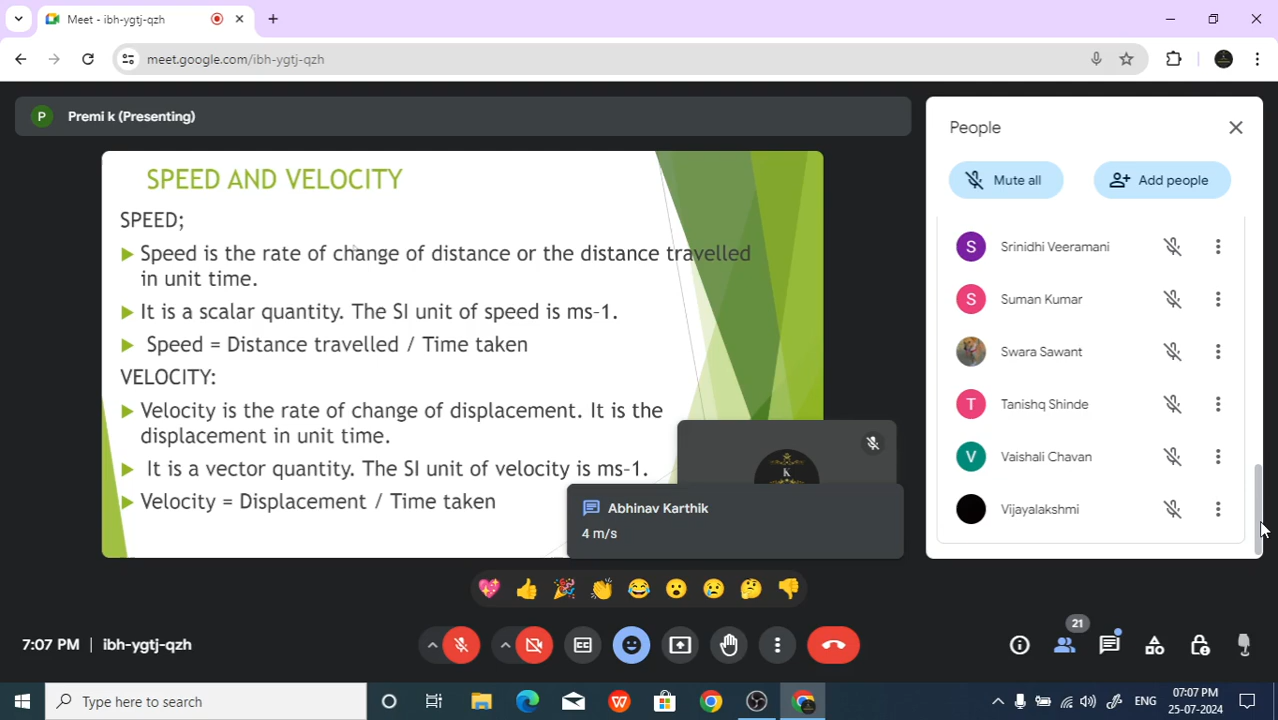 Meet - ibh-ygtj-qzh
meet.google.com/ibh-ygtj-qzh
P Premi k (Presenting)
SPEED AND VELOCITY
SPEED;
Speed is the rate of change of distance or the distance travelled
in unit time.
It is a scalar quantity. The SI unit of speed is ms-1.
Speed = Distance travelled / Time taken
VELOCITY:
Velocity is the rate of change of displacement. It is the
displacement in unit time.
It is a vector quantity. The SI unit of velocity is ms-1.
Velocity = Displacement / Time taken
K
Abhinav Karthik
4 m/s
People
Mute all
Add people
S Srinidhi Veeramani
S Suman Kumar
Swara Sawant
T Tanishq Shinde
V Vaishali Chavan
Vijayalakshmi
7:07 PM | ibh-ygtj-qzh
CC
21
Type here to search
W
ENG
07:07 PM
25-07-2024